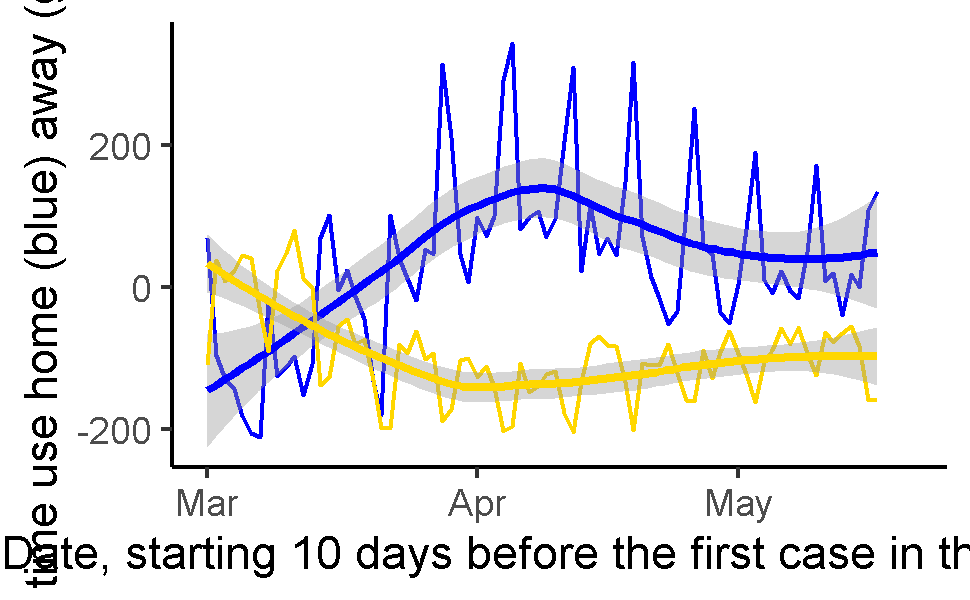 time use home (blue) away (
200
0
-200
Mar Apr May
Date, starting 10 days before the first case in th